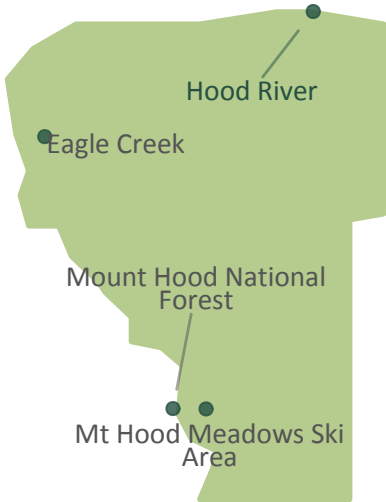 Hood River
Eagle Creek
Mount Hood National
Forest
Mt Hood Meadows Ski
Area